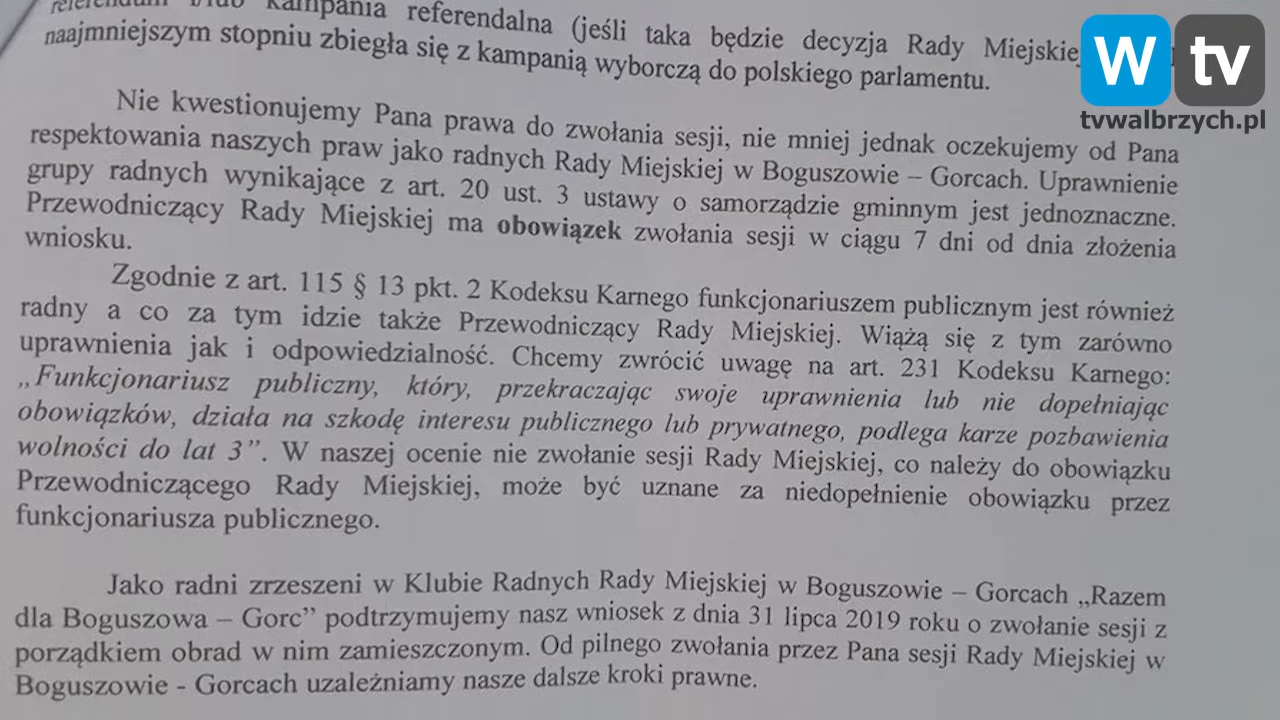 referendum i/lub kampania referendalna (jeśli taka będzie decyzja Rady Miejskiej
naajmniejszym stopniu zbiegła się z kampanią wyborczą do polskiego parlamentu.
W tv
tvwalbrzych.pl
Nie kwestionujemy Pana prawa do zwołania sesji, nie mniej jednak oczekujemy od Pana
respektowania naszych praw jako radnych Rady Miejskiej w Boguszowie – Gorcach. Uprawnienie
grupy radnych wynikające z art. 20 ust. 3 ustawy o samorządzie gminnym jest jednoznaczne.
Przewodniczący Rady Miejskiej ma obowiązek zwołania sesji w ciągu 7 dni od dnia złożenia
wniosku.
Zgodnie z art. 115 § 13 pkt. 2 Kodeksu Karnego funkcjonariuszem publicznym jest również
radny a co za tym idzie także Przewodniczący Rady Miejskiej. Wiążą się z tym zarówno
uprawnienia jak i odpowiedzialność. Chcemy zwrócić uwagę na art. 231 Kodeksu Karnego:
„Funkcjonariusz publiczny, który, przekraczając swoje uprawnienia lub nie dopełniając
obowiązków, działa na szkodę interesu publicznego lub prywatnego, podlega karze pozbawienia
wolności do lat 3”. W naszej ocenie nie zwołanie sesji Rady Miejskiej, co należy do obowiązku
Przewodniczącego Rady Miejskiej, może być uznane za niedopełnienie obowiązku przez
funkcjonariusza publicznego.
Jako radni zrzeszeni w Klubie Radnych Rady Miejskiej w Boguszowie – Gorcach „Razem
dla Boguszowa – Gorc” podtrzymujemy nasz wniosek z dnia 31 lipca 2019 roku o zwołanie sesji z
porządkiem obrad w nim zamieszczonym. Od pilnego zwołania przez Pana sesji Rady Miejskiej w
Boguszowie - Gorcach uzależniamy nasze dalsze kroki prawne.